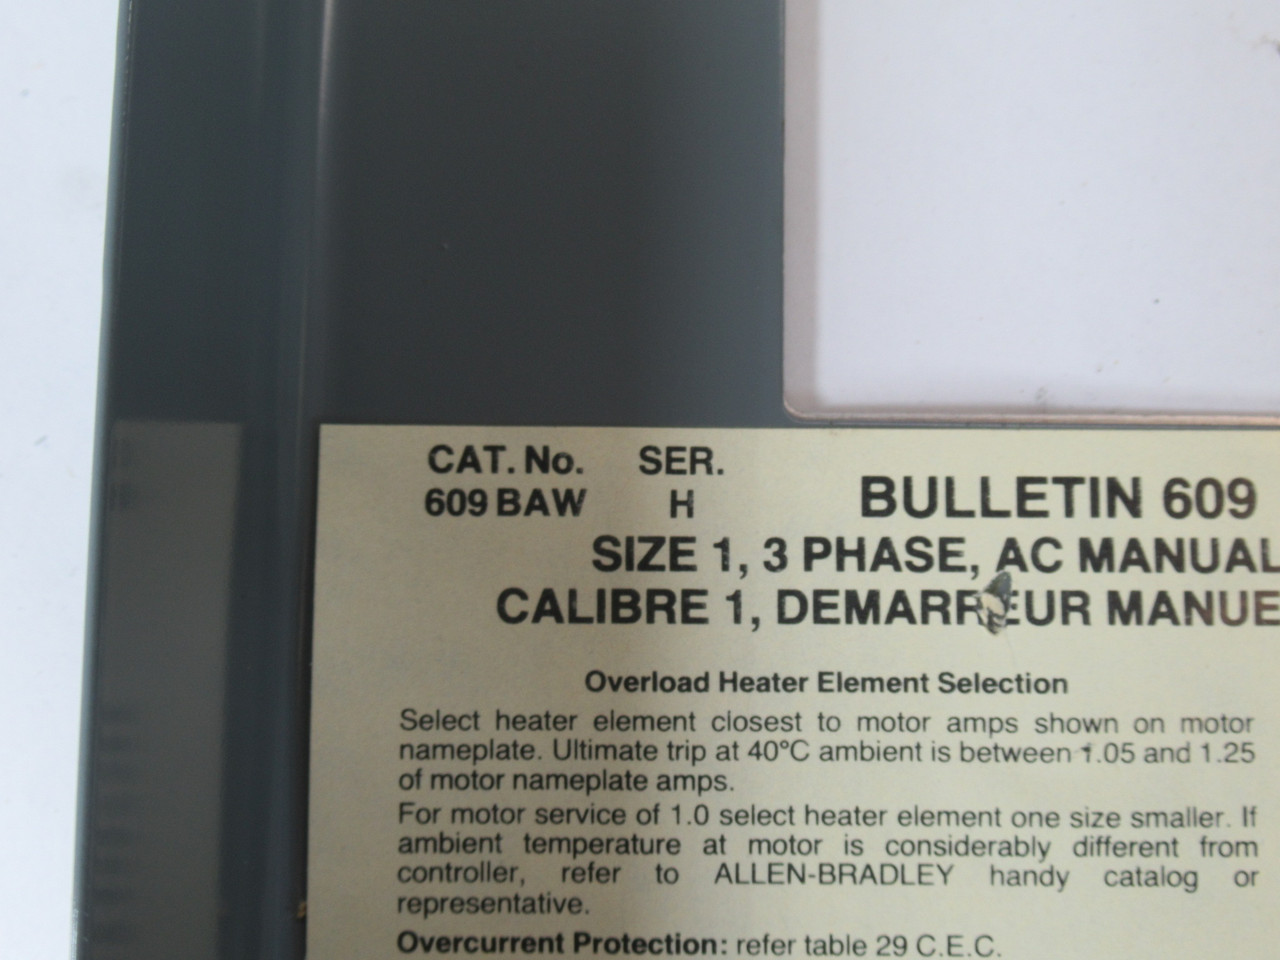 CAT. No. SER.
609 BAW H
BULLETIN 609
SIZE 1, 3 PHASE, AC MANUAL
CALIBRE 1, DEMARREUR MANUE
Overload Heater Element Selection
Select heater element closest to motor amps shown on motor
nameplate. Ultimate trip at 40°C ambient is between 1.05 and 1.25
of motor nameplate amps.
For motor service of 1.0 select heater element one size smaller. If
ambient temperature at motor is considerably different from
controller, refer to ALLEN-BRADLEY handy catalog or
representative.
Overcurrent Protection: refer table 29 C.E.C.